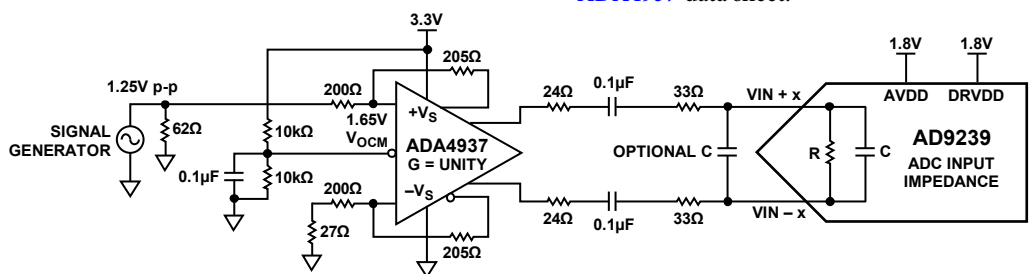 ADA4937 data sheet.
3.3V
205Ω
1.8V
1.8V
1.25V p-p
200Ω
0.1µF
24Ω
33Ω
VIN + x
AVDD
DRVDD
+VS
1.65V
VOCM
SIGNAL
GENERATOR
62Ω
10kΩ
ADA4937
G = UNITY
OPTIONAL C
R
C
AD9239
ADC INPUT
IMPEDANCE
0.1µF
10kΩ
200Ω
–VS
24Ω
0.1µF
33Ω
VIN – x
27Ω
205Ω